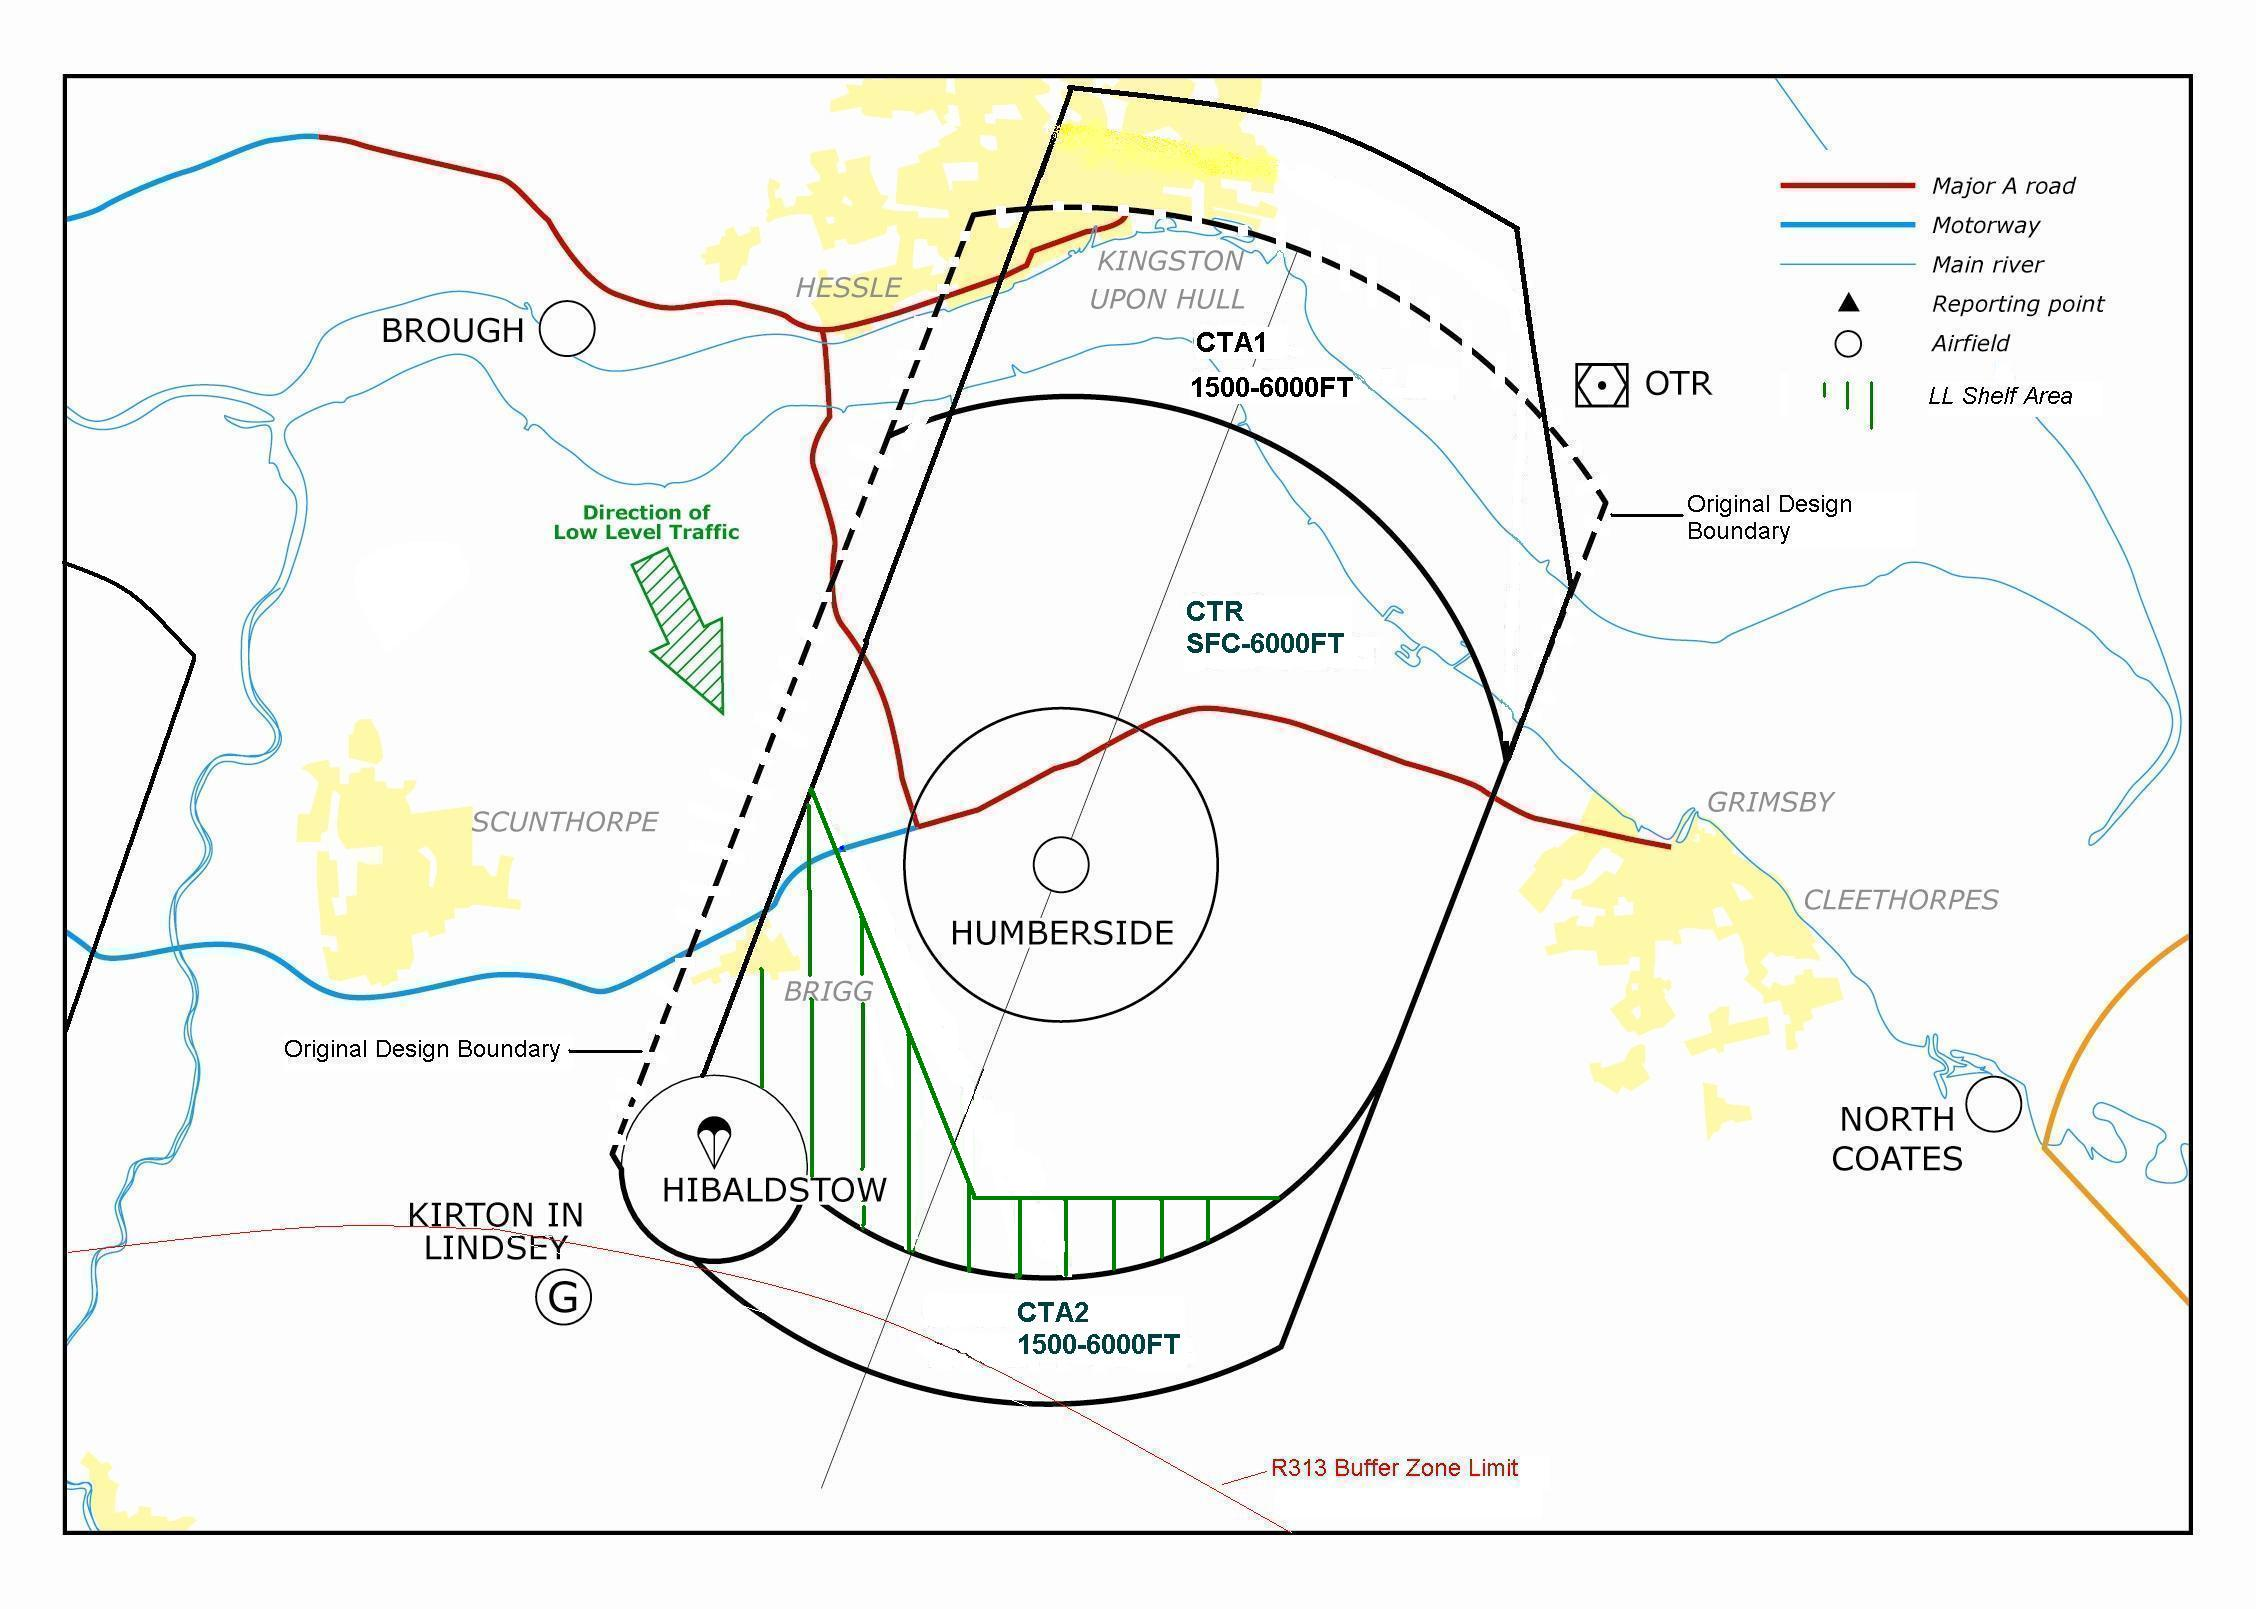 HESSLE
KINGSTON
UPON HULL
BROUGH
CTA1
1500-6000FT
OTR
Major A road
Motorway
Main river
Reporting point
Airfield
LL Shelf Area
Original Design
Boundary
Direction of
Low Level Traffic
CTR
SFC-6000FT
SCUNTHORPE
GRIMSBY
CLEETHORPES
HUMBERSIDE
BRIGG
Original Design Boundary
NORTH
COATES
HIBALDSTOW
KIRTON IN
LINDSEY
G
CTA2
1500-6000FT
R313 Buffer Zone Limit